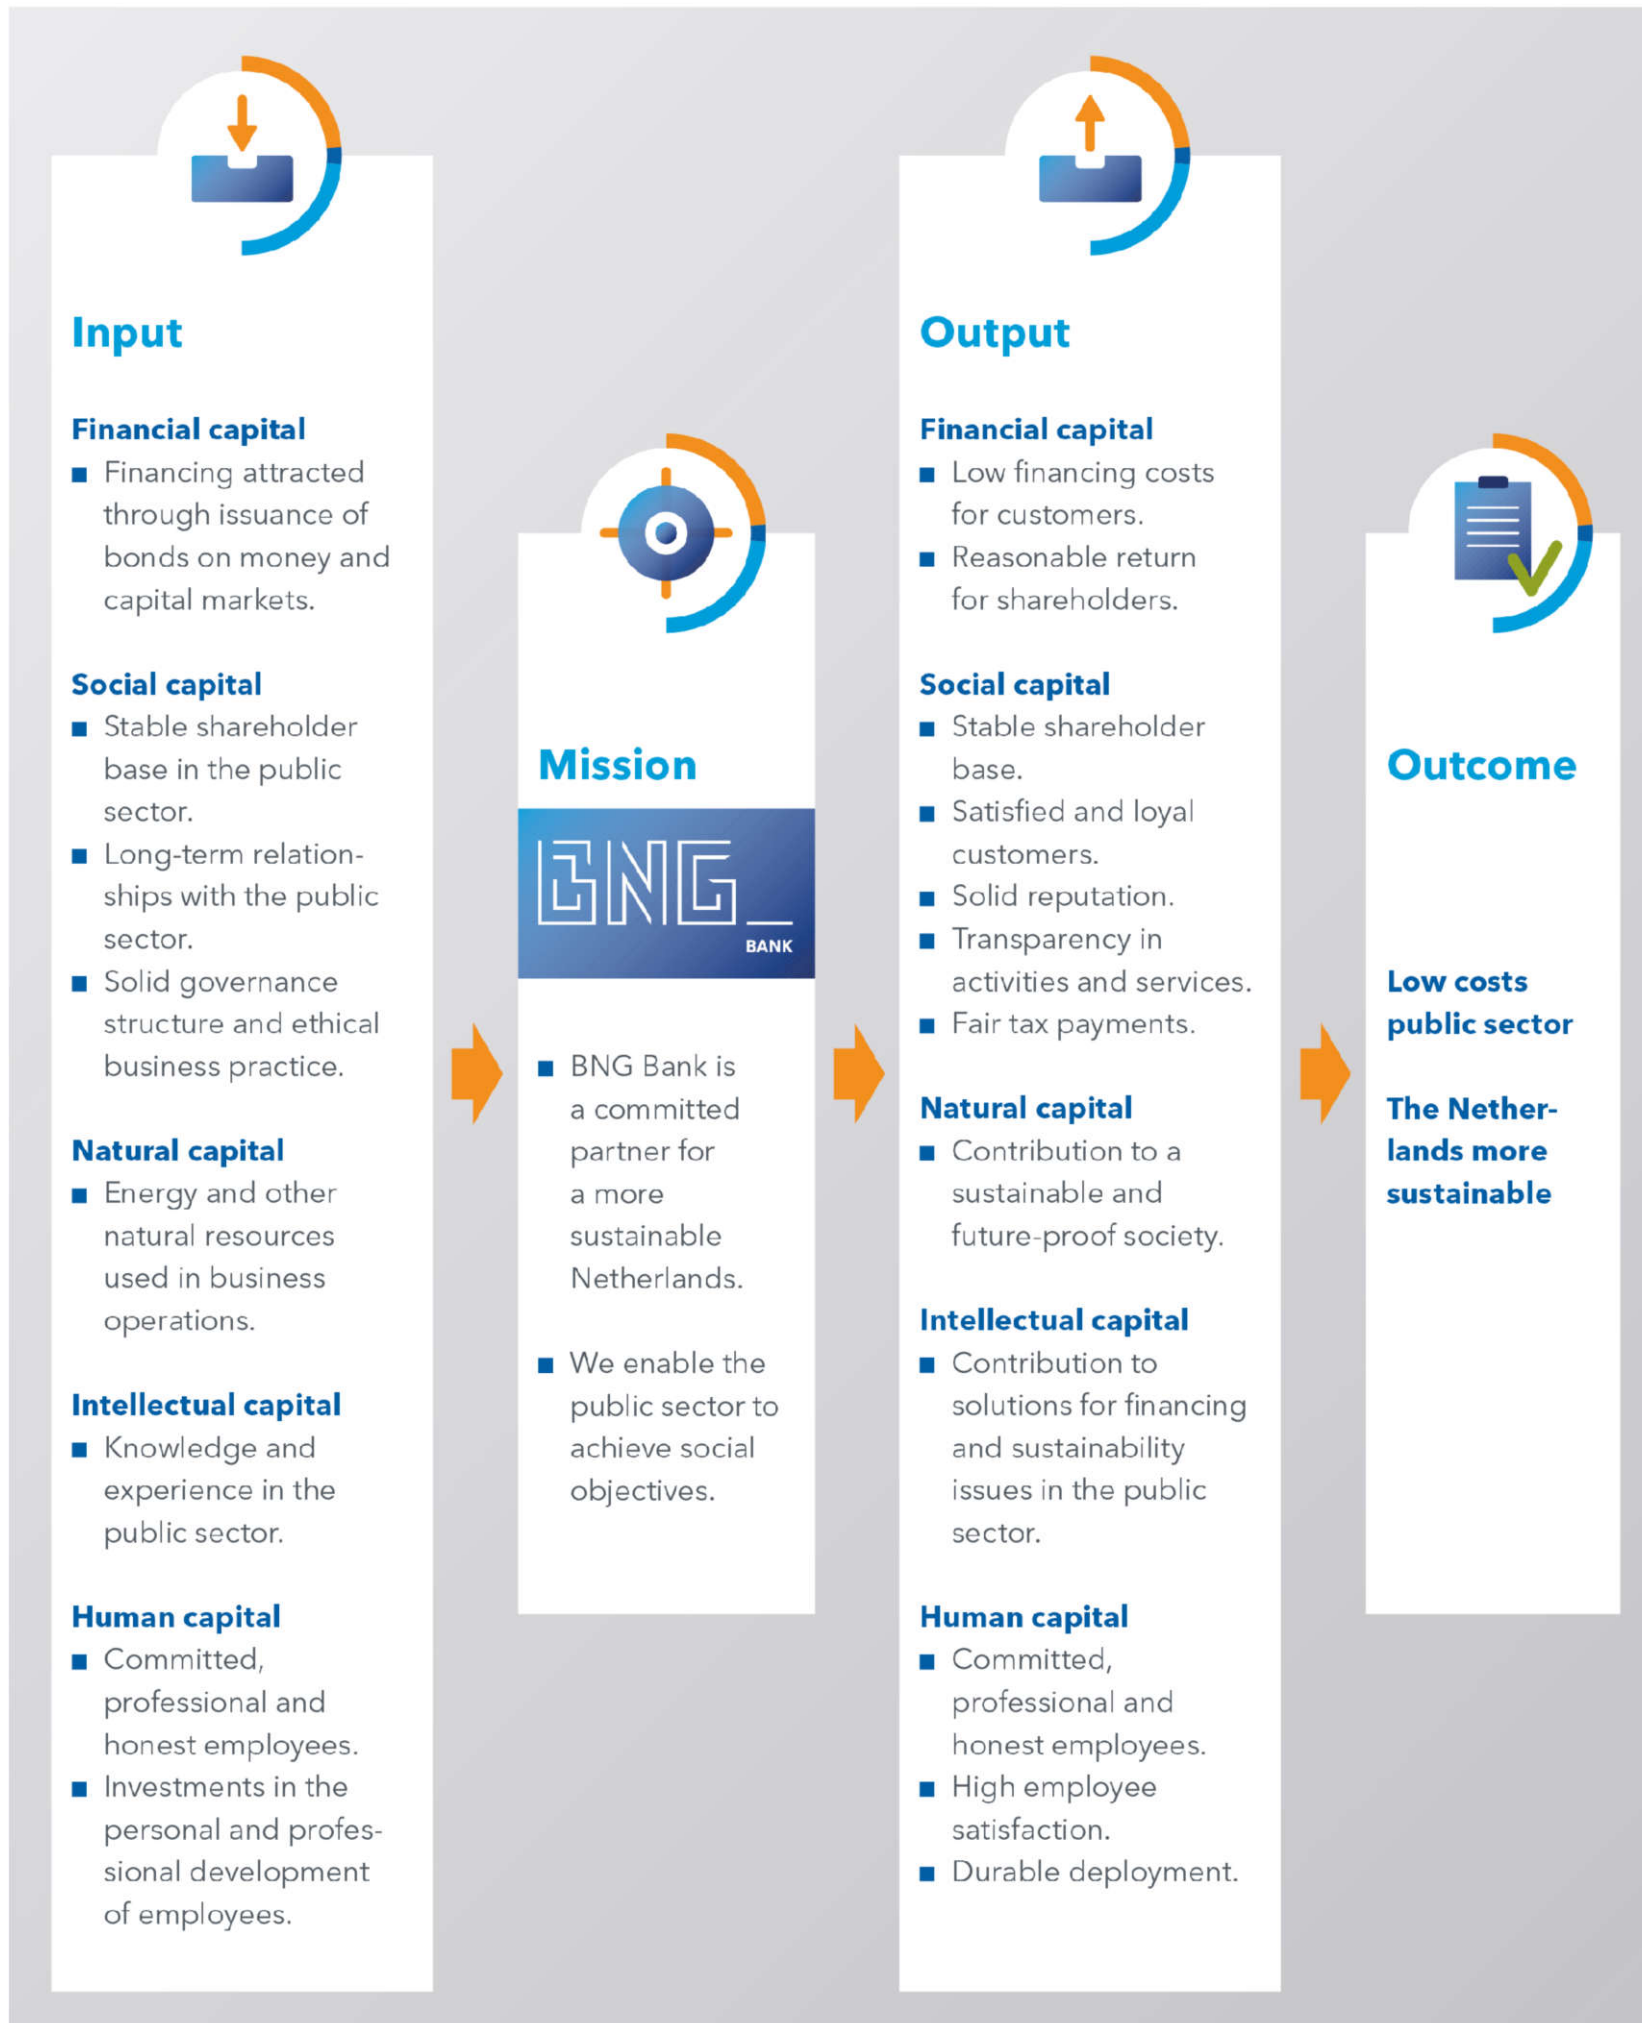 Input
Financial capital
■ Financing attracted
through issuance of
bonds on money and
capital markets.
Social capital
■ Stable shareholder
base in the public
sector.
■ Long-term relation-
ships with the public
sector.
■ Solid governance
structure and ethical
business practice.
Natural capital
■ Energy and other
natural resources
used in business
operations.
Intellectual capital
■ Knowledge and
experience in the
public sector.
Human capital
■ Committed,
professional and
honest employees.
■ Investments in the
personal and profes-
sional development
of employees.
Mission
BNG_
BANK
■ BNG Bank is
a committed
partner for
a more
sustainable
Netherlands.
■ We enable the
public sector to
achieve social
objectives.
Output
Financial capital
■ Low financing costs
for customers.
■ Reasonable return
for shareholders.
Social capital
■ Stable shareholder
base.
■ Satisfied and loyal
customers.
■ Solid reputation.
■ Transparency in
activities and services.
■ Fair tax payments.
Natural capital
■ Contribution to a
sustainable and
future-proof society.
Intellectual capital
■ Contribution to
solutions for financing
and sustainability
issues in the public
sector.
Human capital
■ Committed,
professional and
honest employees.
■ High employee
satisfaction.
■ Durable deployment.
Outcome
Low costs
public sector
The Nether-
lands more
sustainable